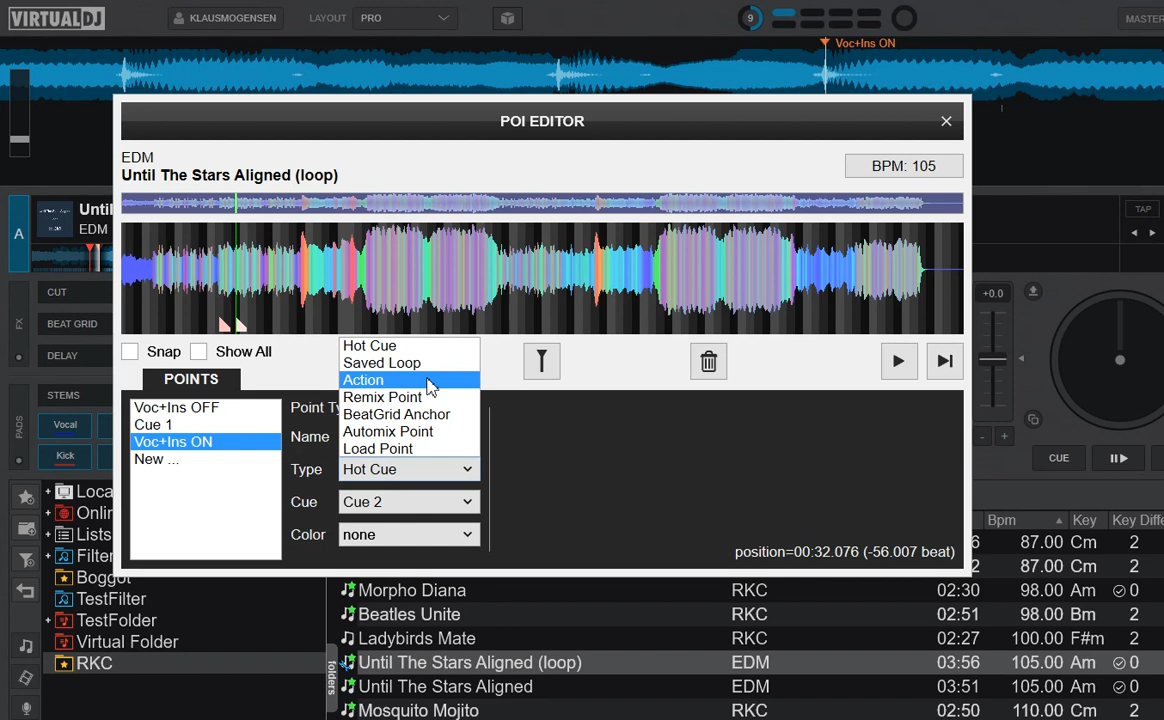 VIRTUALDJ
KLAUSMOGENSEN
LAYOUT PRO
9
MASTER
Voc+Ins ON
POI EDITOR
EDM
Until The Stars Aligned (loop)
BPM: 105
A
Until
EDM
TAP
FX
CUT
BEAT GRID
DELAY
+0.0
Snap
Show All
Hot Cue
Saved Loop
Action
Remix Point
BeatGrid Anchor
Automix Point
Load Point
POINTS
Voc+Ins OFF
Cue 1
Voc+Ins ON
New ...
Point Ty
Name
Type Hot Cue
Cue Cue 2
Color none
position=00:32.076 (-56.007 beat)
PADS
STEMS
Vocal
Kick
- +
CUE
Loca
Onlin
Lists
Filter
Boggot
TestFilter
TestFolder
Virtual Folder
RKC
folders
Bpm Key Diffe
6 87.00 Cm 2
2 87.00 Cm 2
Morpho Diana RKC 02:30 98.00 Am 0
Beatles Unite RKC 02:51 98.00 Bm 2
Ladybirds Mate RKC 02:27 100.00 F#m 2
Until The Stars Aligned (loop) EDM 03:56 105.00 Am 0
Until The Stars Aligned EDM 03:51 105.00 Am 0
Mosquito Mojito RKC 02:50 110.00 Cm 2